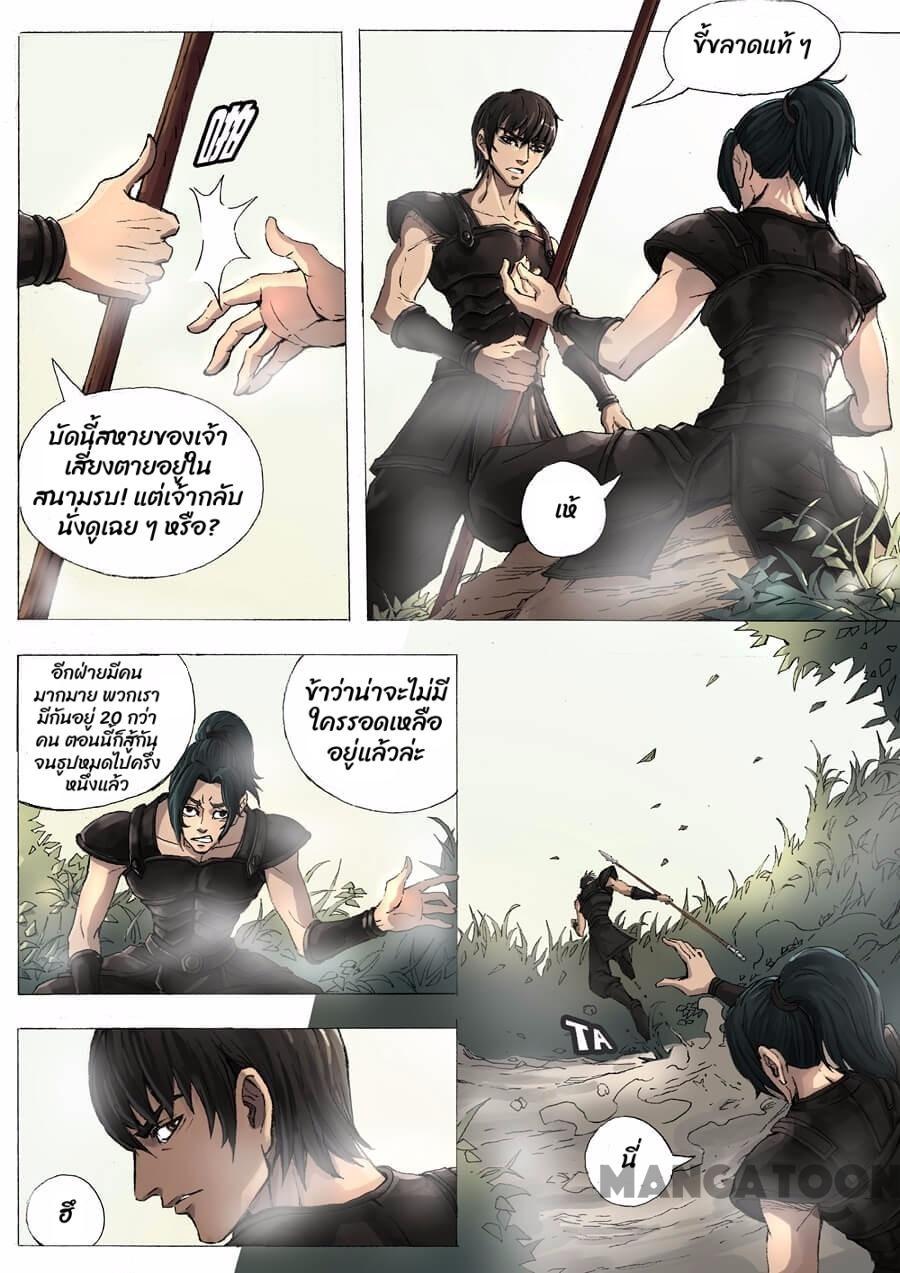 บัดนี้สหายของเจ้า
เสี่ยงตายอยู่ใน
สนามรบ! แต่เจ้ากลับ
นั่งดูเฉย ๆ หรือ?
ขี้ขลาดแท้ ๆ
เห้
อีกฝ่ายมีคน
มากมาย พวกเรา
มีกันอยู่ 20 กว่า
คน ตอนนี้ก็สู้กัน
จนธูปหมดไปครึ่ง
หนึ่งแล้ว
ข้าว่าน่าจะไม่มี
ใครรอดเหลือ
อยู่แล้วล่ะ
ฮึ
TA
นี่
MANGATOON